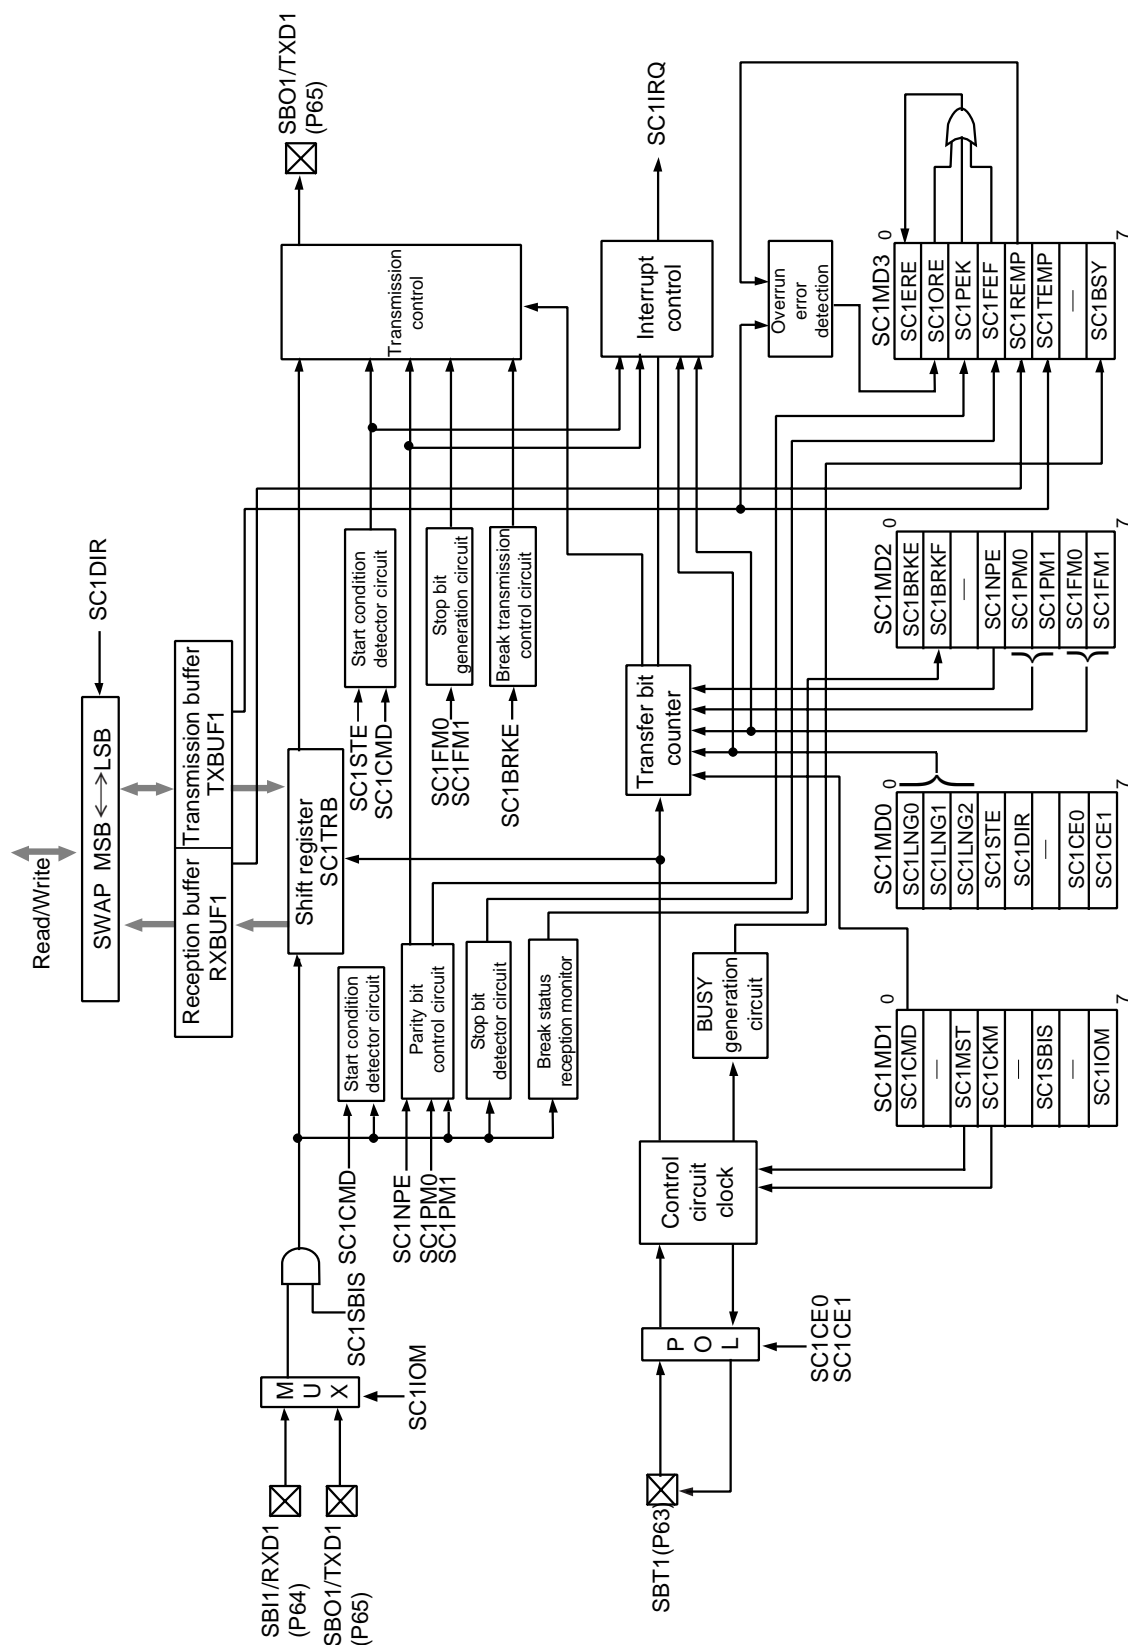 Read/Write
SWAP MSB ⟷ LSB
SC1DIR
Reception buffer
RXBUF1
Transmission buffer
TXBUF1
Shift register
SC1TRB
SBI1/RXD1
(P64)
SBO1/TXD1
(P65)
M
U
X
SC1IOM
SC1SBIS
SC1CMD
Start condition
detector circuit
SC1NPE
SC1PM0
SC1PM1
Parity bit
control circuit
Stop bit
detector circuit
Break status
reception monitor
SC1STE
SC1CMD
Start condition
detector circuit
SC1FM0
SC1FM1
Stop bit
generation circuit
SC1BRKE
Break transmission
control circuit
Transmission
control
SBO1/TXD1
(P65)
SBT1(P63)
P
O
L
SC1CE0
SC1CE1
Control
circuit
clock
BUSY
generation
circuit
Transfer bit
counter
Interrupt
control
SC1IRQ
Overrun
error
detection
SC1MD1
0
SC1CMD
—
SC1MST
SC1CKM
—
SC1SBIS
—
SC1IOM
7
SC1MD0
0
SC1LNG0
SC1LNG1
SC1LNG2
SC1STE
SC1DIR
—
SC1CE0
SC1CE1
7
SC1MD2
0
SC1BRKE
SC1BRKF
—
SC1NPE
SC1PM0
SC1PM1
SC1FM0
SC1FM1
7
SC1MD3
0
SC1ERE
SC1ORE
SC1PEK
SC1FEF
SC1REMP
SC1TEMP
—
SC1BSY
7